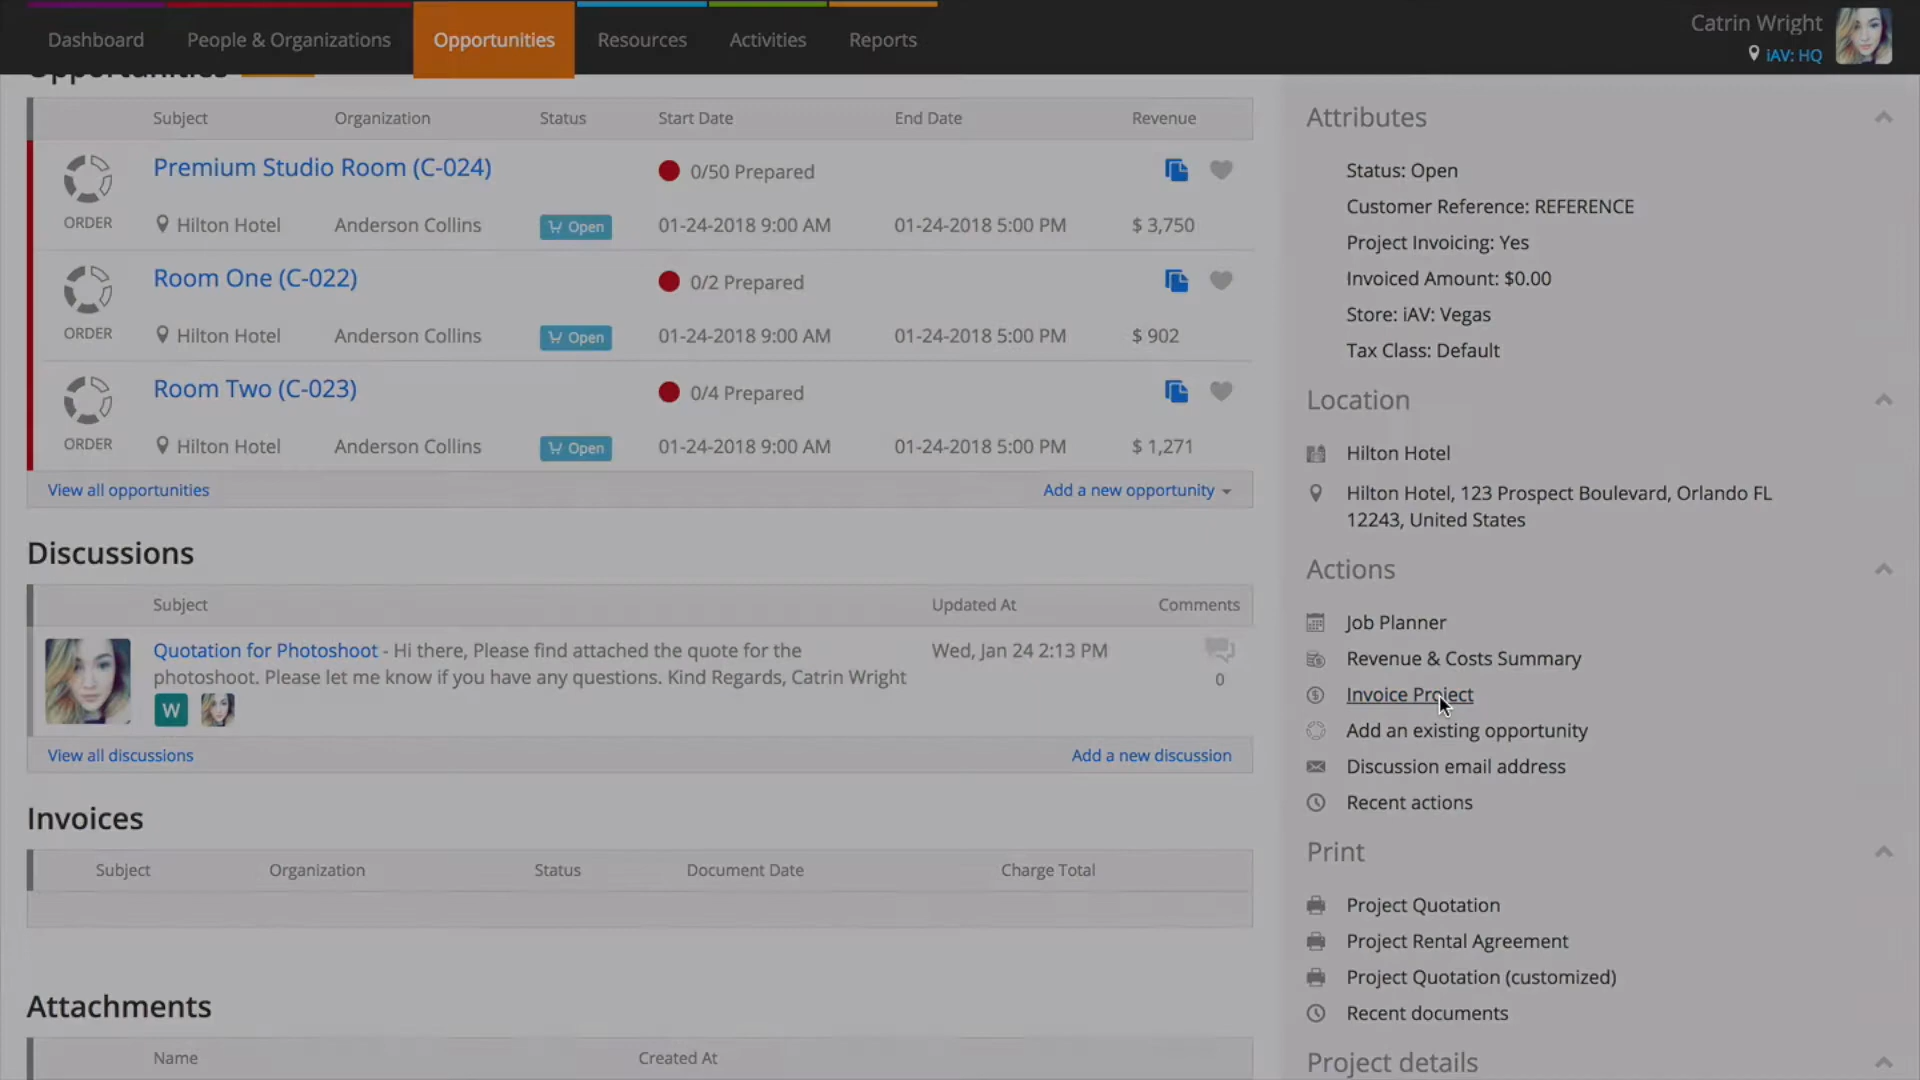 Dashboard People & Organizations Opportunities Resources Activities Reports
Catrin Wright
iAV: HQ
Opportunities
Subject Organization Status Start Date End Date Revenue
Premium Studio Room (C-024) 0/50 Prepared
ORDER Hilton Hotel Anderson Collins Open 01-24-2018 9:00 AM 01-24-2018 5:00 PM $ 3,750
Room One (C-022) 0/2 Prepared
ORDER Hilton Hotel Anderson Collins Open 01-24-2018 9:00 AM 01-24-2018 5:00 PM $ 902
Room Two (C-023) 0/4 Prepared
ORDER Hilton Hotel Anderson Collins Open 01-24-2018 9:00 AM 01-24-2018 5:00 PM $ 1,271
View all opportunities Add a new opportunity
Discussions
Subject Updated At Comments
Quotation for Photoshoot - Hi there, Please find attached the quote for the Wed, Jan 24 2:13 PM
photoshoot. Please let me know if you have any questions. Kind Regards, Catrin Wright 0
W
View all discussions Add a new discussion
Invoices
Subject Organization Status Document Date Charge Total
Attachments
Name Created At
Attributes
Status: Open
Customer Reference: REFERENCE
Project Invoicing: Yes
Invoiced Amount: $0.00
Store: iAV: Vegas
Tax Class: Default
Location
Hilton Hotel
Hilton Hotel, 123 Prospect Boulevard, Orlando FL
12243, United States
Actions
Job Planner
Revenue & Costs Summary
Invoice Project
Add an existing opportunity
Discussion email address
Recent actions
Print
Project Quotation
Project Rental Agreement
Project Quotation (customized)
Recent documents
Project details